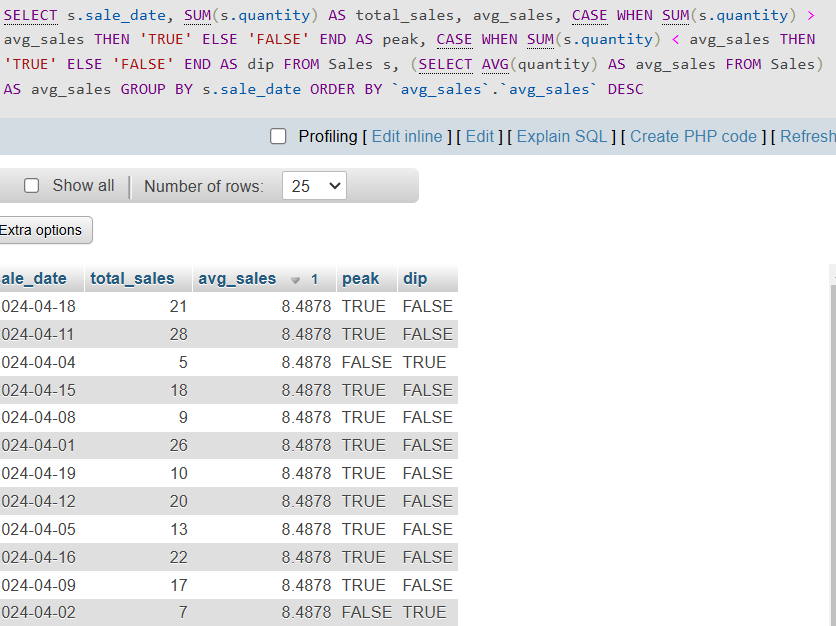 SELECT s.sale_date, SUM(s.quantity) AS total_sales, avg_sales, CASE WHEN SUM(s.quantity) >
avg_sales THEN 'TRUE' ELSE 'FALSE' END AS peak, CASE WHEN SUM(s.quantity) < avg_sales THEN
'TRUE' ELSE 'FALSE' END AS dip FROM Sales s, (SELECT AVG(quantity) AS avg_sales FROM Sales)
AS avg_sales GROUP BY s.sale_date ORDER BY `avg_sales`.`avg_sales` DESC
Profiling [ Edit inline ] [ Edit ] [ Explain SQL ] [ Create PHP code ] [ Refresh
Show all | Number of rows: 25
Extra options
ale_date total_sales avg_sales 1 peak dip
024-04-18 21 8.4878 TRUE FALSE
024-04-11 28 8.4878 TRUE FALSE
024-04-04 5 8.4878 FALSE TRUE
024-04-15 18 8.4878 TRUE FALSE
024-04-08 9 8.4878 TRUE FALSE
024-04-01 26 8.4878 TRUE FALSE
024-04-19 10 8.4878 TRUE FALSE
024-04-12 20 8.4878 TRUE FALSE
024-04-05 13 8.4878 TRUE FALSE
024-04-16 22 8.4878 TRUE FALSE
024-04-09 17 8.4878 TRUE FALSE
024-04-02 7 8.4878 FALSE TRUE